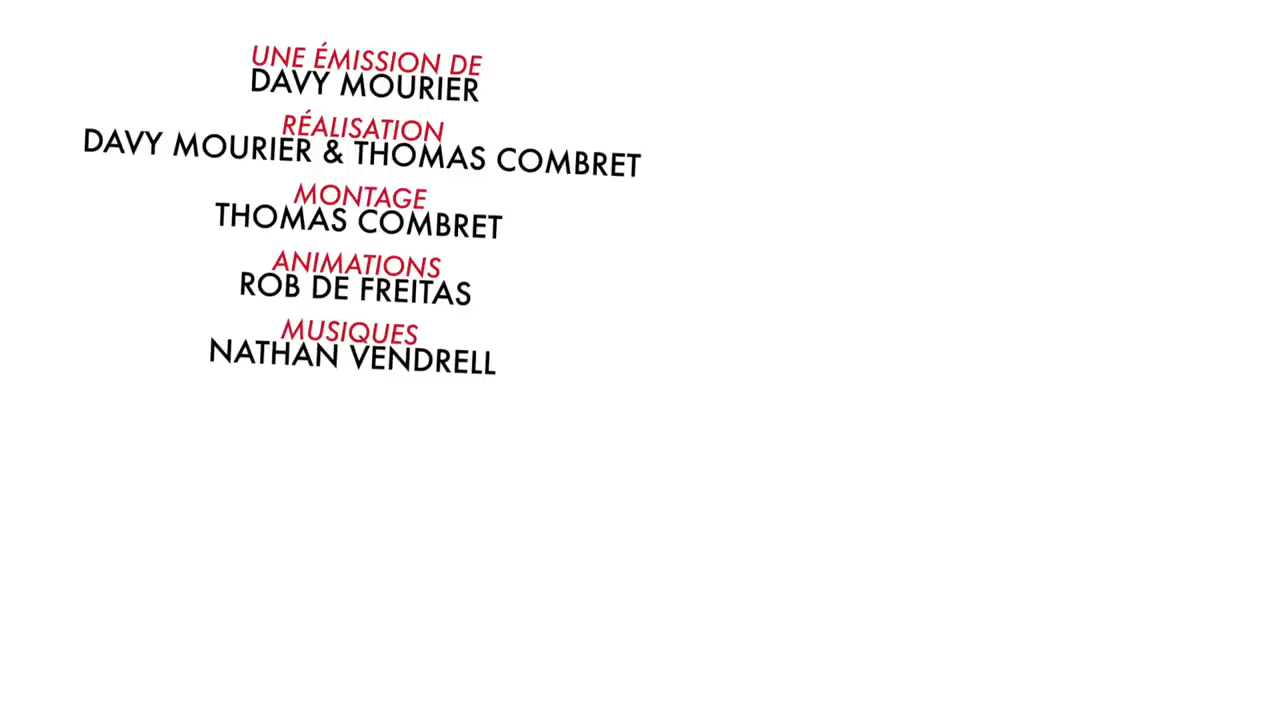 UNE ÉMISSION DE
DAVY MOURIER
RÉALISATION
DAVY MOURIER & THOMAS COMBRET
MONTAGE
THOMAS COMBRET
ANIMATIONS
ROB DE FREITAS
MUSIQUES
NATHAN VENDRELL